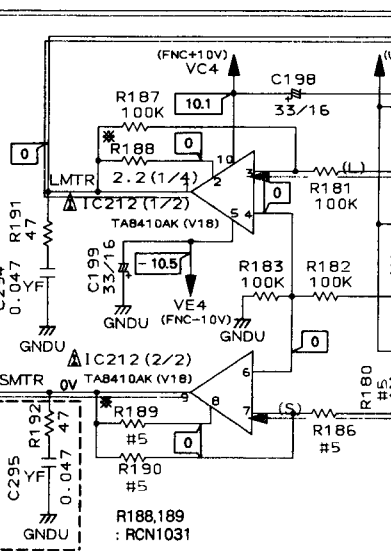 (FNC+10V)
VC4
C198
33/16
10.1
R187
100K
R188
0
10
2
3
(L)
0
LMTR
2.2 (1/4)
IC212 (1/2)
TA8410AK (V18)
5
4
0
R181
100K
R191
47
0.047
YF
C199
33/16
-10.5
GNDU
VE4
(FNC-10V)
R183
100K
R182
100K
GNDU
GNDU
0
IC212 (2/2)
TA8410AK (V18)
SMTR
0V
9
6
8
7
(S)
R180
R189
#5
0
R186
#5
R190
#5
R192
47
C295
YF
0.047
GNDU
R188,189
: RCN1031